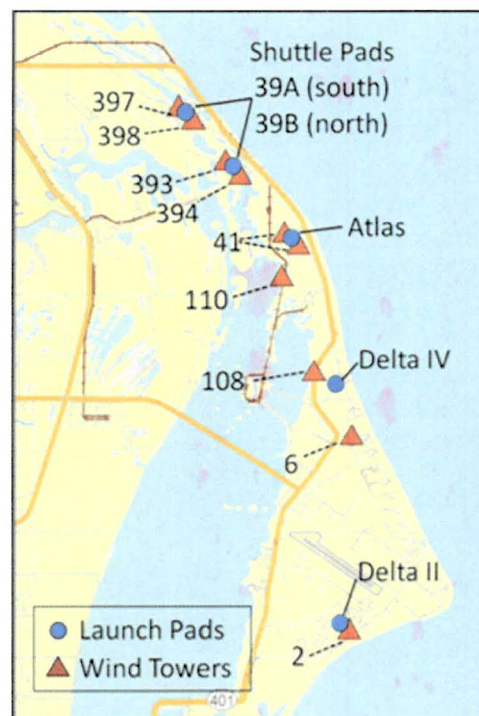 Shuttle Pads
39A (south)
39B (north)
397
398
393
394
Atlas
41
110
Delta IV
108
6
Delta II
2
Launch Pads
Wind Towers
401